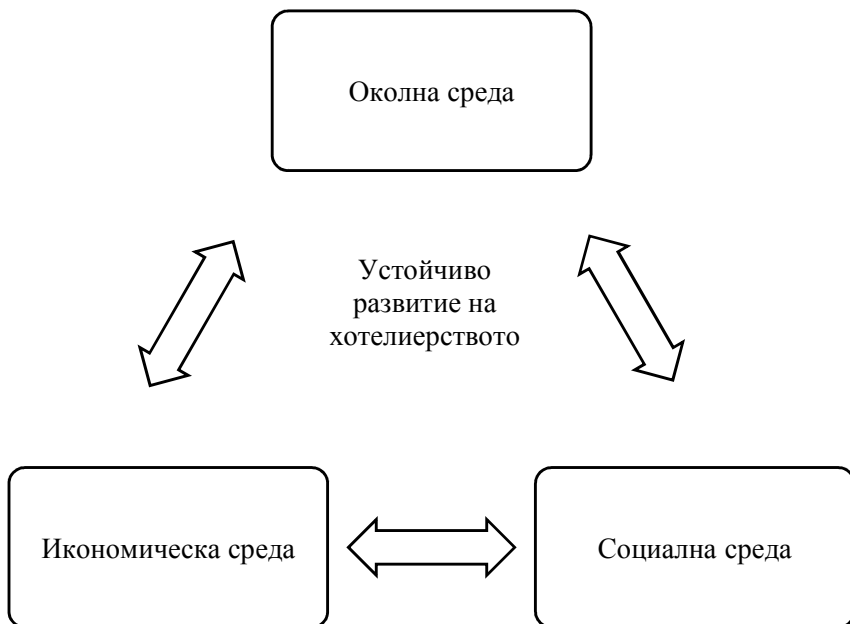 Околна среда
Устойчиво
развитие на
хотелиерството
Икономическа среда
Социална среда